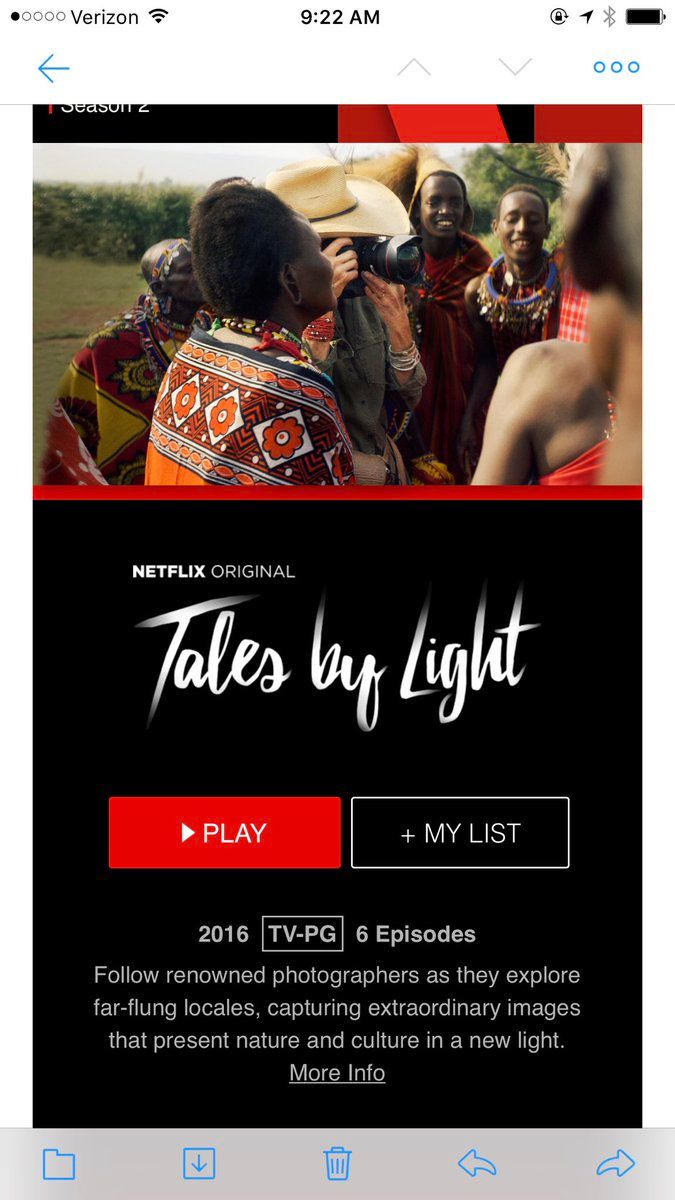 Verizon 9:22 AM
Season 2
NETFLIX ORIGINAL
Tales by Light
PLAY
+ MY LIST
2016 TV-PG 6 Episodes
Follow renowned photographers as they explore
far-flung locales, capturing extraordinary images
that present nature and culture in a new light.
More Info